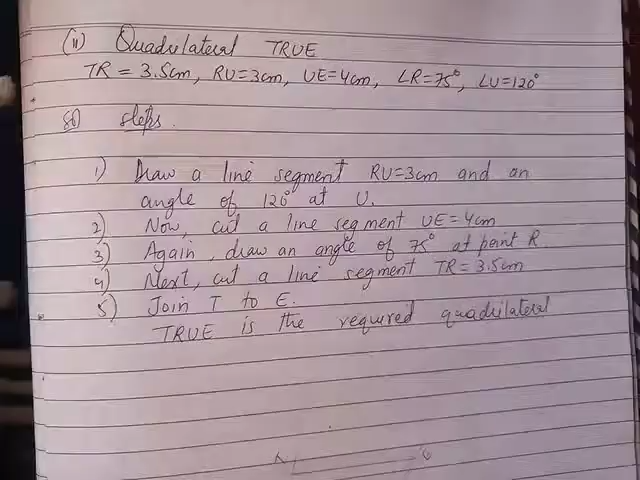 (ii) Quadrilateral TRUE
TR = 3.5cm, RU=3cm, UE=4cm, ∠R=75°, ∠U=120°
Sol) Steps.
1) Draw a line segment RU=3cm and an
angle of 120° at U.
2) Now, cut a line segment UE=4cm
3) Again, draw an angle of 75° at point R.
4) Next, cut a line segment TR=3.5cm
5) Join T to E.
TRUE is the required quadrilateral